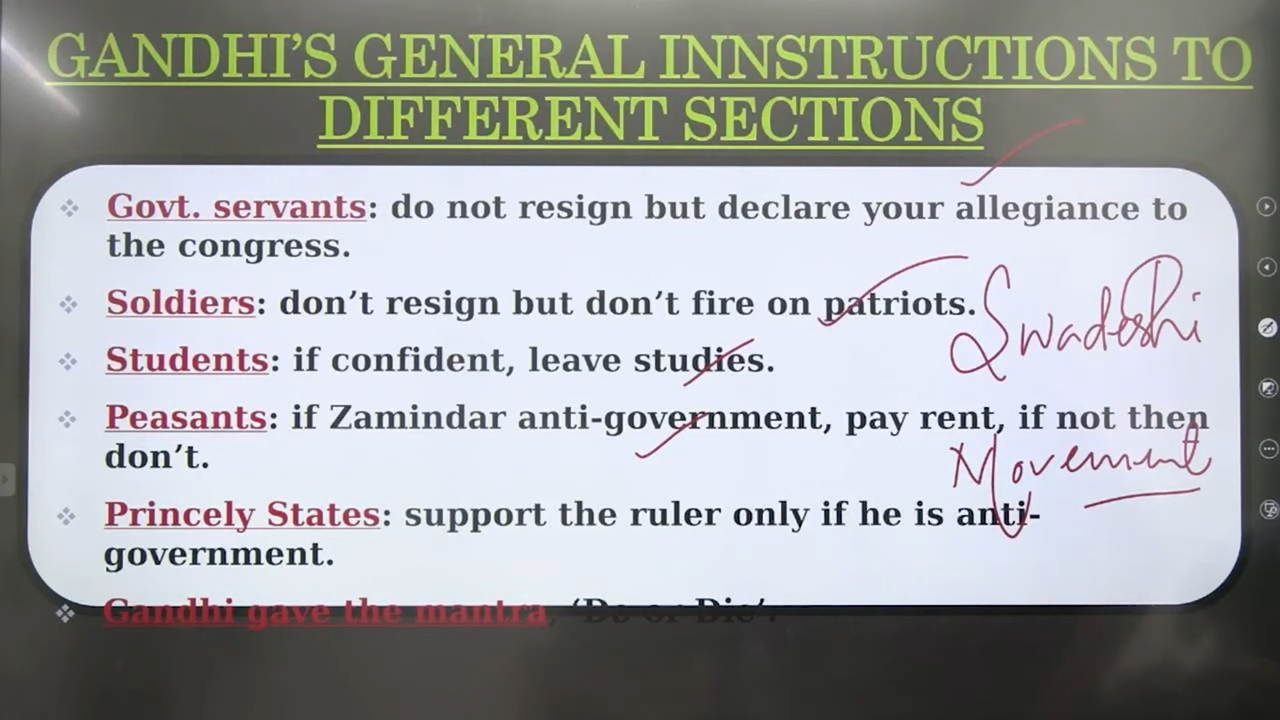 GANDHI'S GENERAL INNSTRUCTIONS TO
DIFFERENT SECTIONS
❖ Govt. servants: do not resign but declare your allegiance to
the congress.
❖ Soldiers: don't resign but don't fire on patriots.
❖ Students: if confident, leave studies.
❖ Peasants: if Zamindar anti-government, pay rent, if not then
don't.
❖ Princely States: support the ruler only if he is anti-
government.
❖ Gandhi gave the mantra, 'Do or Die'.
Swadeshi
Movement